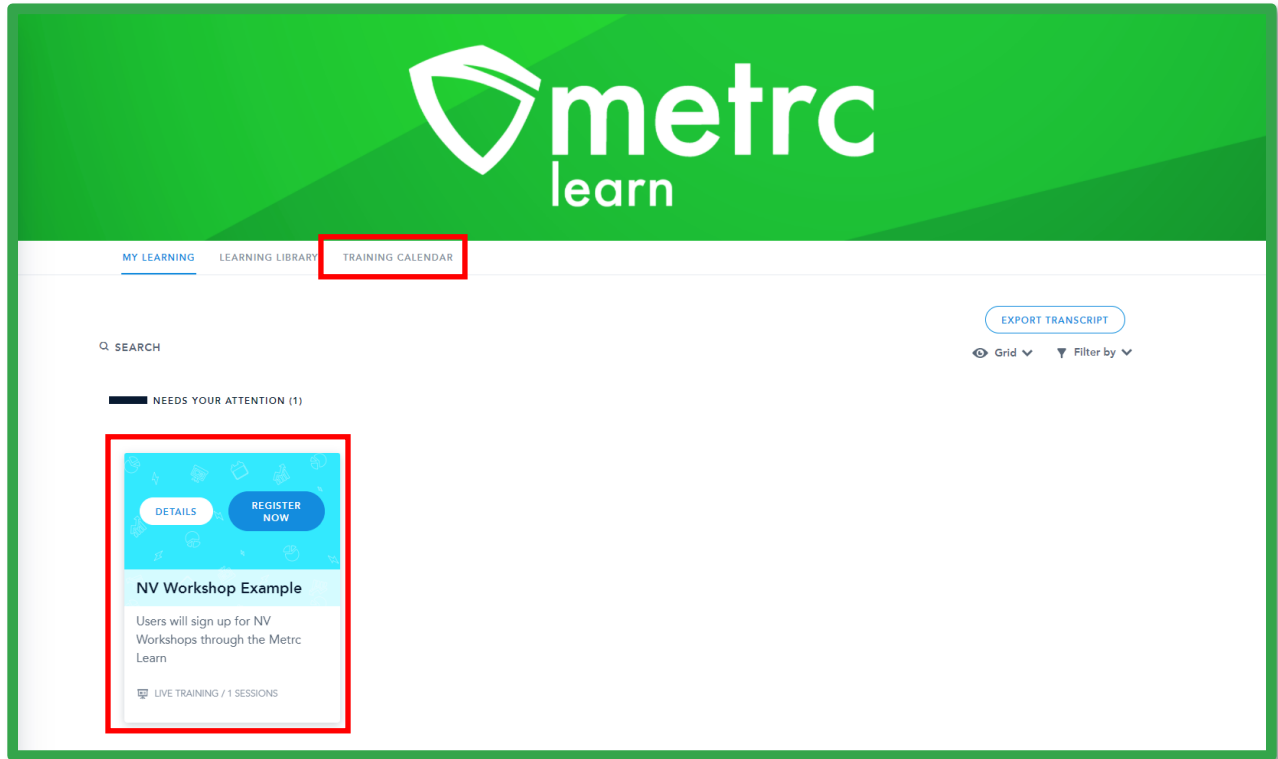 metrc
learn
MY LEARNING LEARNING LIBRARY TRAINING CALENDAR
EXPORT TRANSCRIPT
SEARCH
Grid Filter by
NEEDS YOUR ATTENTION (1)
DETAILS
REGISTER
NOW
NV Workshop Example
Users will sign up for NV
Workshops through the Metrc
Learn
LIVE TRAINING / 1 SESSIONS